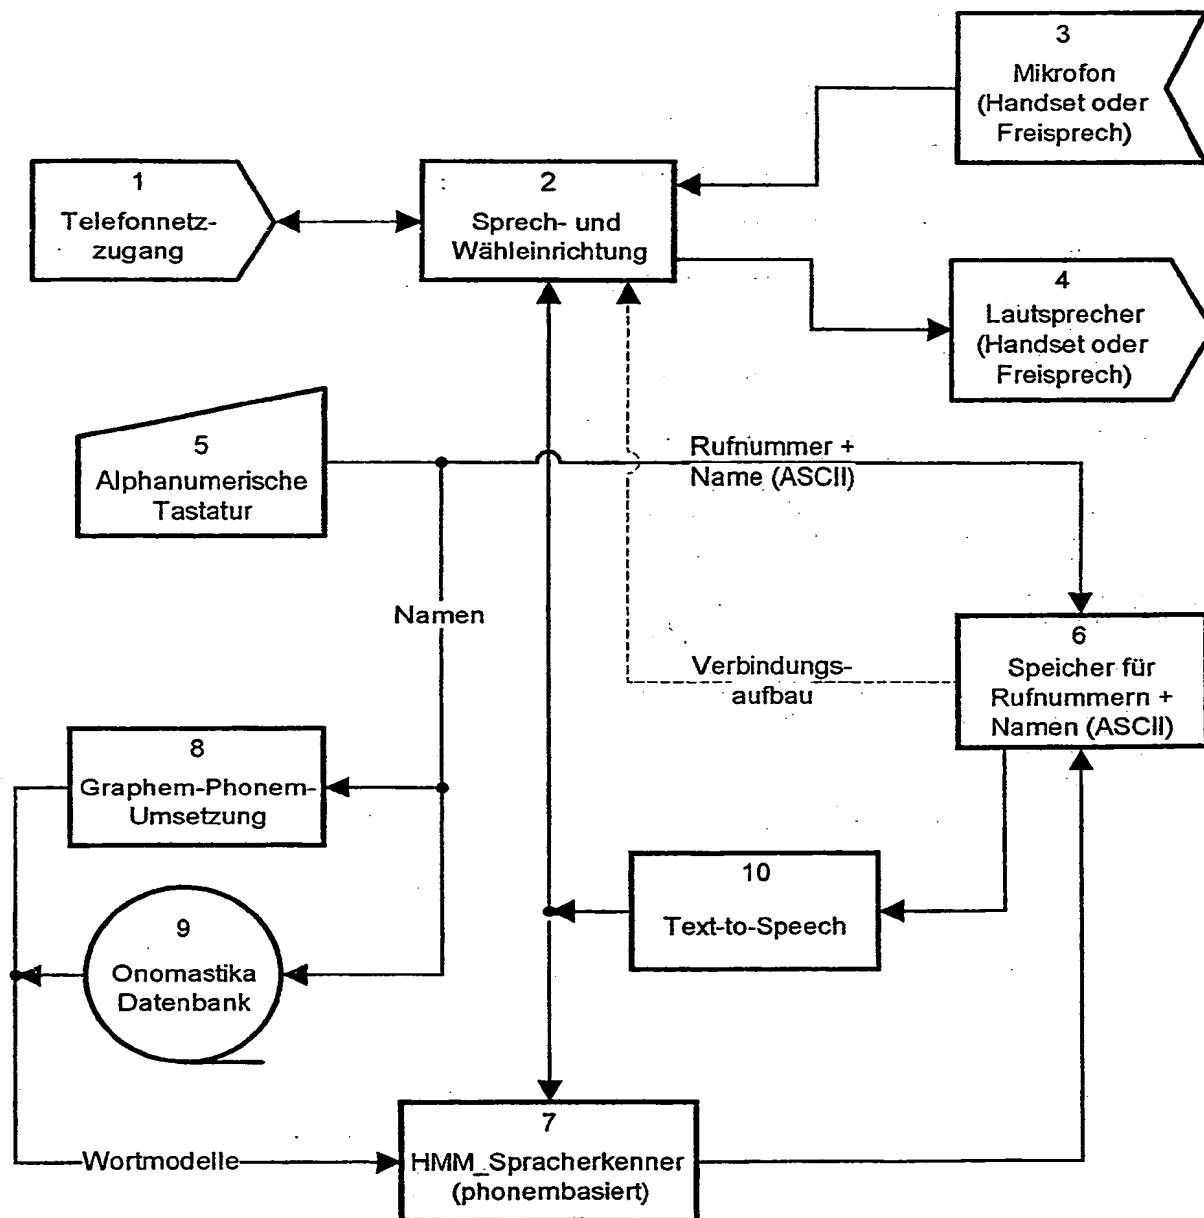 3
Mikrofon
(Handset oder
Freisprech)
1
Telefonnetz-
zugang
2
Sprech- und
Wähleinrichtung
4
Lautsprecher
(Handset oder
Freisprech)
5
Alphanumerische
Tastatur
Rufnummer +
Name (ASCII)
Namen
6
Speicher für
Rufnummern +
Namen (ASCII)
Verbindungs-
aufbau
8
Graphem-Phonem-
Umsetzung
10
Text-to-Speech
9
Onomastika
Datenbank
7
HMM_Spracherkenner
(phonembasiert)
Wortmodelle